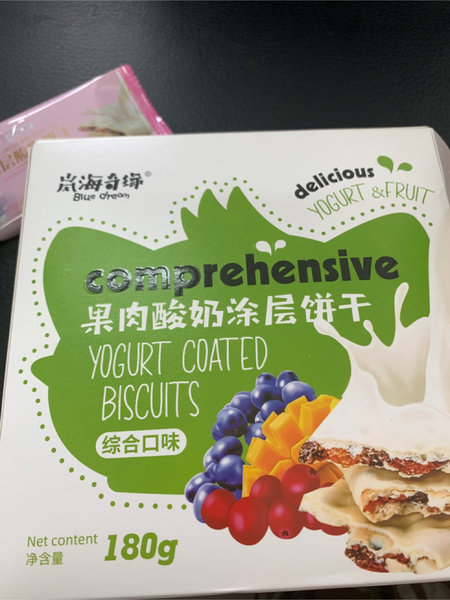 岚海奇缘®
Blue dream
delicious
YOGURT & FRUIT
comprehensive
果肉酸奶涂层饼干
YOGURT COATED
BISCUITS
综合口味
Net content
净含量
180g